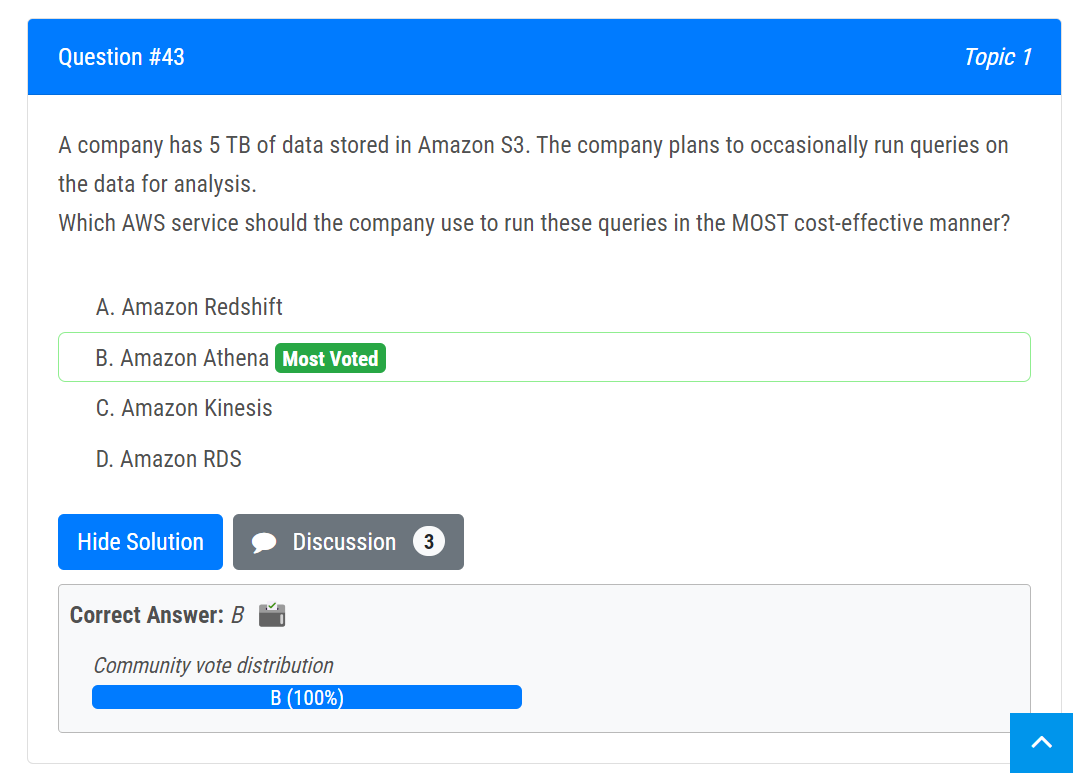 Question #43
Topic 1
A company has 5 TB of data stored in Amazon S3. The company plans to occasionally run queries on
the data for analysis.
Which AWS service should the company use to run these queries in the MOST cost-effective manner?
A. Amazon Redshift
B. Amazon Athena Most Voted
C. Amazon Kinesis
D. Amazon RDS
Hide Solution
Discussion 3
Correct Answer: B
Community vote distribution
B (100%)